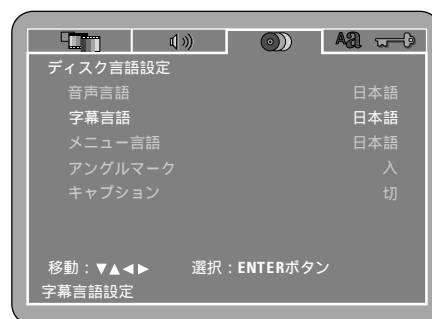 Aあ
ディスク言語設定
音声言語 日本語
字幕言語 日本語
メニュー言語 日本語
アングルマーク 入
キャプション 切
移動：▼▲◀▶ 選択：ENTERボタン
字幕言語設定